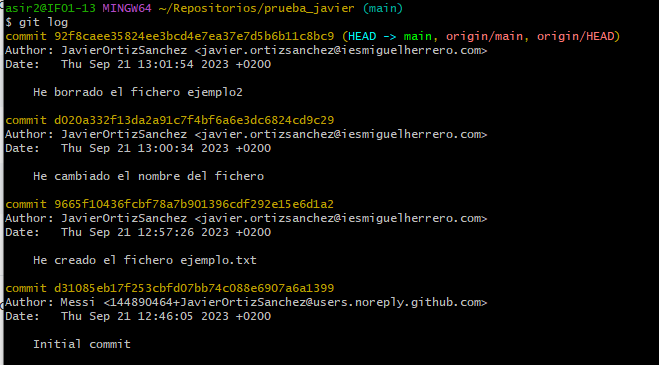 asir2@IF01-13 MINGW64 ~/Repositorios/prueba_javier (main)
$ git log
commit 92f8caee35824ee3bcd4e7ea37e7d5b6b11c8bc9 (HEAD -> main, origin/main, origin/HEAD)
Author: JavierOrtizSanchez <javier.ortizsanchez@iesmiguelherrero.com>
Date:   Thu Sep 21 13:01:54 2023 +0200
He borrado el fichero ejemplo2
commit d020a332f13da2a91c7f4bf6a6e3dc6824cd9c29
Author: JavierOrtizSanchez <javier.ortizsanchez@iesmiguelherrero.com>
Date:   Thu Sep 21 13:00:34 2023 +0200
He cambiado el nombre del fichero
commit 9665f10436fcbf78a7b901396cdf292e15e6d1a2
Author: JavierOrtizSanchez <javier.ortizsanchez@iesmiguelherrero.com>
Date:   Thu Sep 21 12:57:26 2023 +0200
He creado el fichero ejemplo.txt
commit d31085eb17f253cbfd07bb74c088e6907a6a1399
Author: Messi <144890464+JavierOrtizSanchez@users.noreply.github.com>
Date:   Thu Sep 21 12:46:05 2023 +0200
Initial commit